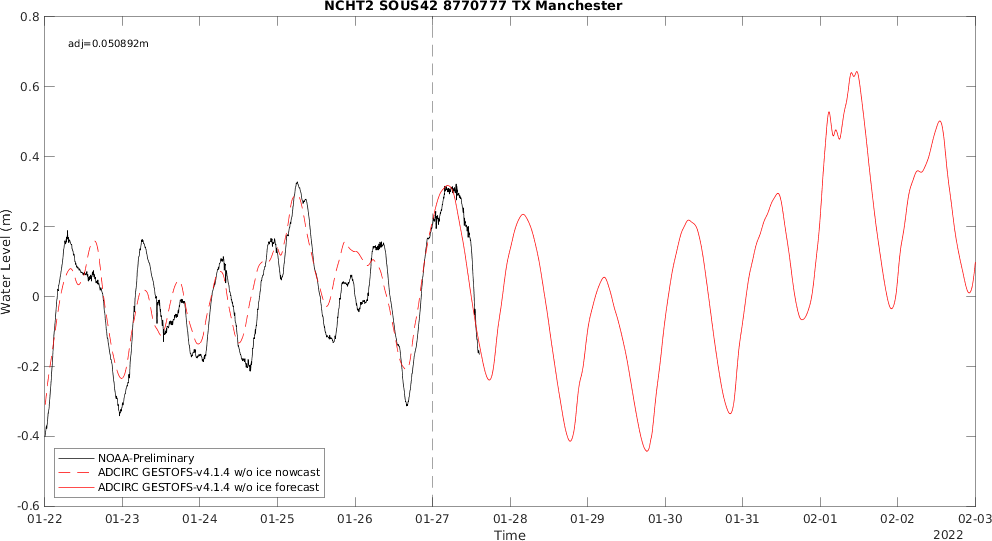 NCHT2 SOUS42 8770777 TX Manchester
adj=0.050892m
0.8
0.6
0.4
0.2
0
-0.2
-0.4
-0.6
Water Level (m)
NOAA-Preliminary
ADCIRC GESTOFS-v4.1.4 w/o ice nowcast
ADCIRC GESTOFS-v4.1.4 w/o ice forecast
01-22 01-23 01-24 01-25 01-26 01-27 01-28 01-29 01-30 01-31 02-01 02-02 02-03
Time
2022